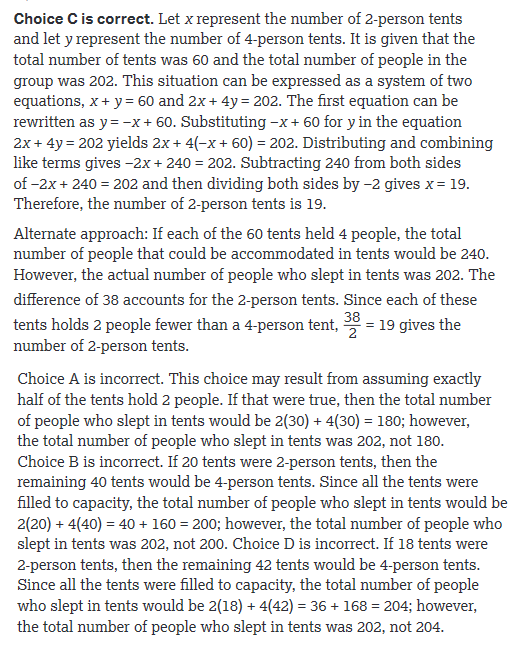 Choice C is correct. Let x represent the number of 2-person tents
and let y represent the number of 4-person tents. It is given that the
total number of tents was 60 and the total number of people in the
group was 202. This situation can be expressed as a system of two
equations, x + y = 60 and 2x + 4y = 202. The first equation can be
rewritten as y = −x + 60. Substituting −x + 60 for y in the equation
2x + 4y = 202 yields 2x + 4(−x + 60) = 202. Distributing and combining
like terms gives −2x + 240 = 202. Subtracting 240 from both sides
of −2x + 240 = 202 and then dividing both sides by −2 gives x = 19.
Therefore, the number of 2-person tents is 19.
Alternate approach: If each of the 60 tents held 4 people, the total
number of people that could be accommodated in tents would be 240.
However, the actual number of people who slept in tents was 202. The
difference of 38 accounts for the 2-person tents. Since each of these
tents holds 2 people fewer than a 4-person tent, 38/2 = 19 gives the
number of 2-person tents.
Choice A is incorrect. This choice may result from assuming exactly
half of the tents hold 2 people. If that were true, then the total number
of people who slept in tents would be 2(30) + 4(30) = 180; however,
the total number of people who slept in tents was 202, not 180.
Choice B is incorrect. If 20 tents were 2-person tents, then the
remaining 40 tents would be 4-person tents. Since all the tents were
filled to capacity, the total number of people who slept in tents would be
2(20) + 4(40) = 40 + 160 = 200; however, the total number of people who
slept in tents was 202, not 200. Choice D is incorrect. If 18 tents were
2-person tents, then the remaining 42 tents would be 4-person tents.
Since all the tents were filled to capacity, the total number of people
who slept in tents would be 2(18) + 4(42) = 36 + 168 = 204; however,
the total number of people who slept in tents was 202, not 204.